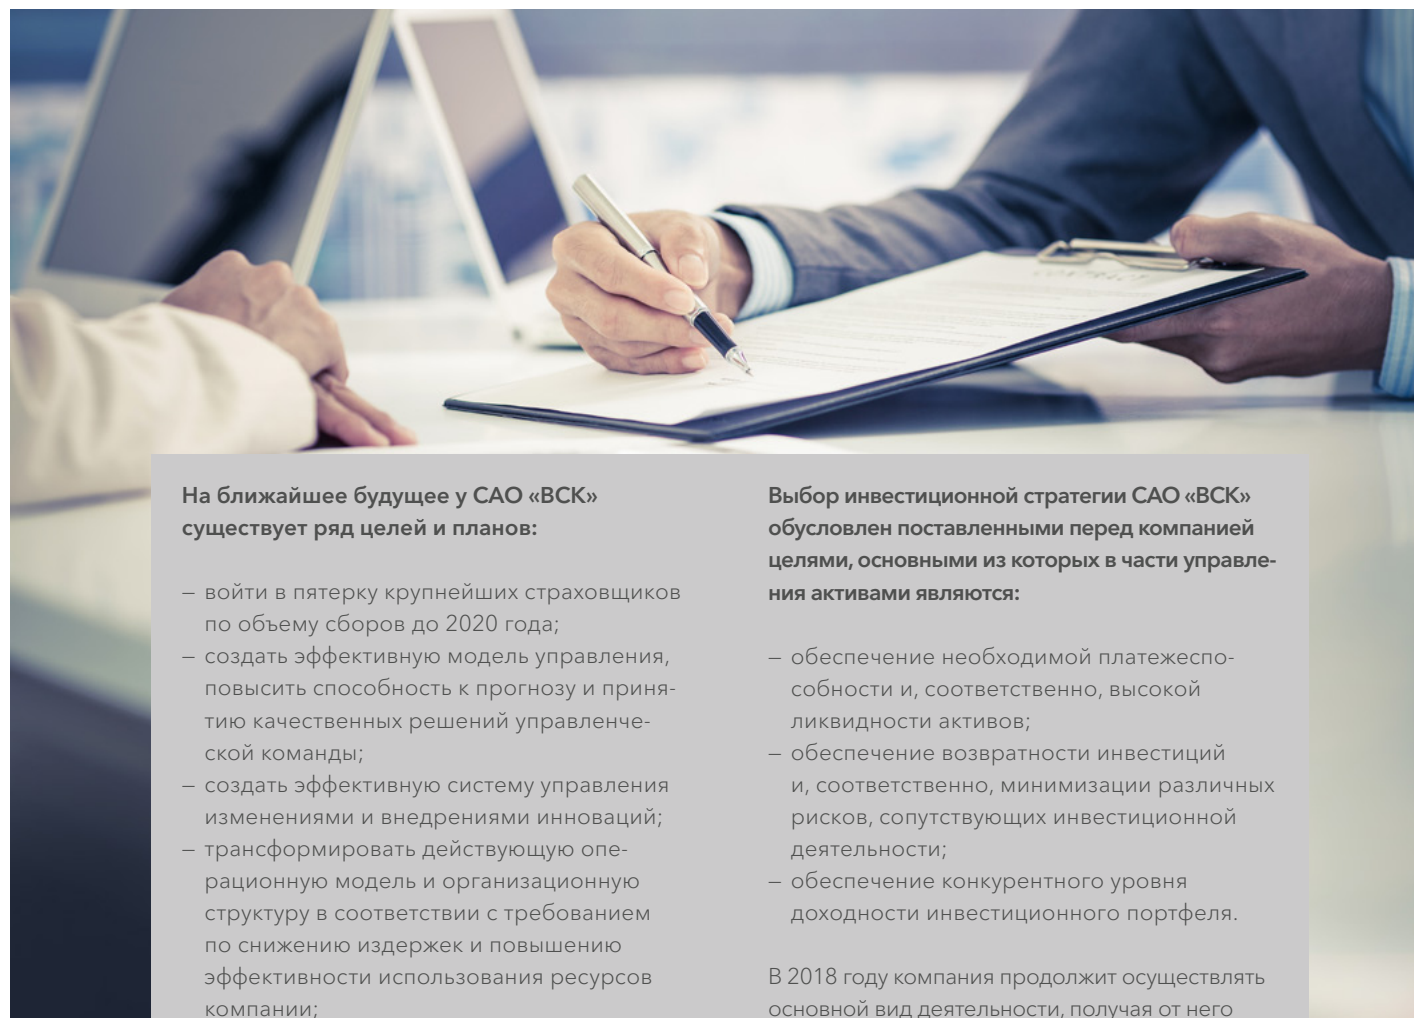 CONTRACT
На ближайшее будущее у САО «ВСК»
существует ряд целей и планов:
— войти в пятерку крупнейших страховщиков
по объему сборов до 2020 года;
— создать эффективную модель управления,
повысить способность к прогнозу и приня-
тию качественных решений управленче-
ской команды;
— создать эффективную систему управления
изменениями и внедрениями инноваций;
— трансформировать действующую опе-
рационную модель и организационную
структуру в соответствии с требованием
по снижению издержек и повышению
эффективности использования ресурсов
компании;
Выбор инвестиционной стратегии САО «ВСК»
обусловлен поставленными перед компанией
целями, основными из которых в части управле-
ния активами являются:
— обеспечение необходимой платежеспо-
собности и, соответственно, высокой
ликвидности активов;
— обеспечение возвратности инвестиций
и, соответственно, минимизации различных
рисков, сопутствующих инвестиционной
деятельности;
— обеспечение конкурентного уровня
доходности инвестиционного портфеля.
В 2018 году компания продолжит осуществлять
основной вид деятельности, получая от него